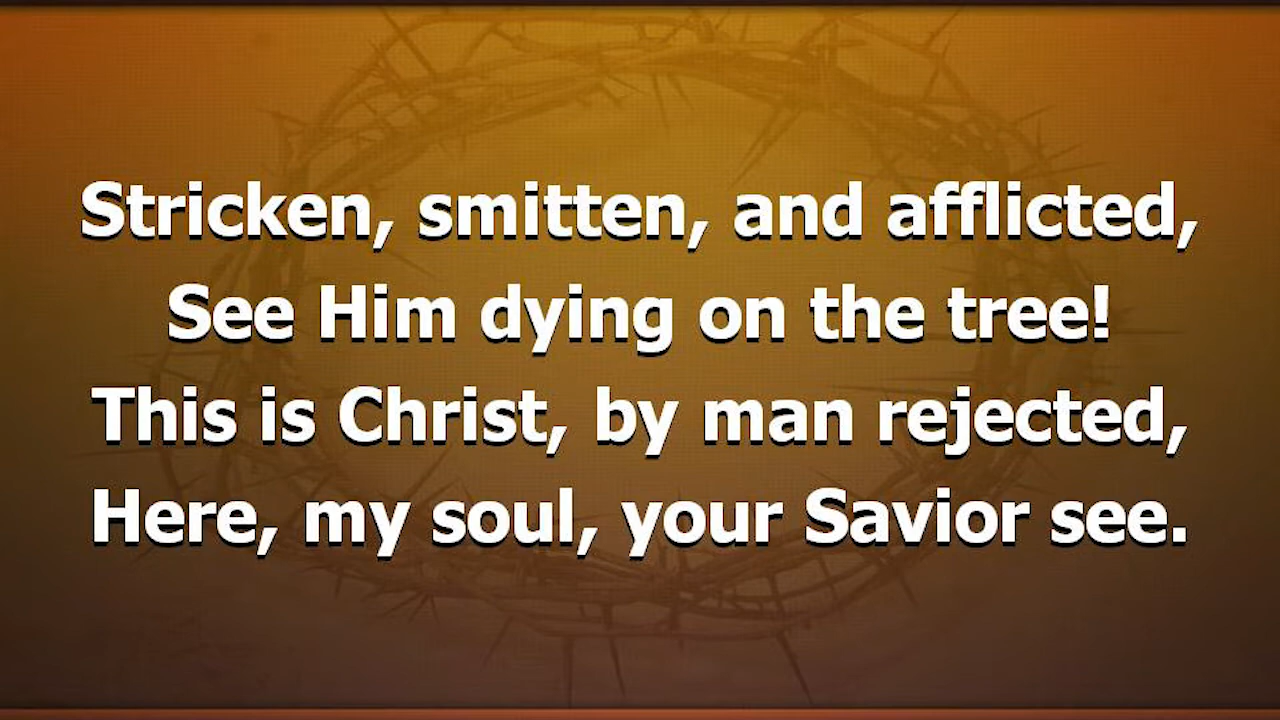 Stricken, smitten, and afflicted,
See Him dying on the tree!
This is Christ, by man rejected,
Here, my soul, your Savior see.